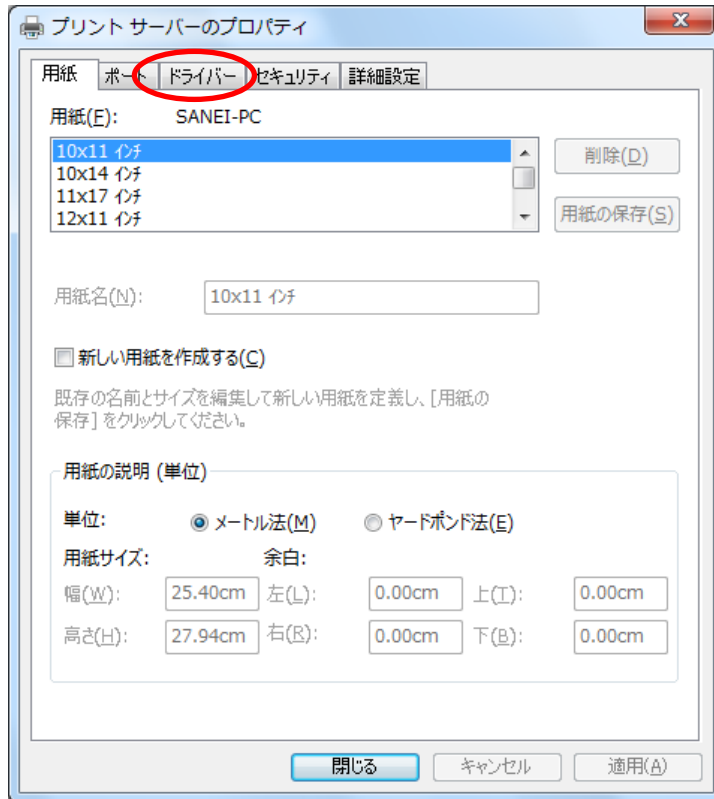 プリント サーバーのプロパティ
用紙 ポート ドライバー セキュリティ 詳細設定
用紙(F): SANEI-PC
10x11 インチ
10x14 インチ
11x17 インチ
12x11 インチ
削除(D)
用紙の保存(S)
用紙名(N): 10x11 インチ
新しい用紙を作成する(C)
既存の名前とサイズを編集して新しい用紙を定義し、[用紙の
保存] をクリックしてください。
用紙の説明 (単位)
単位: メートル法(M) ヤードポンド法(E)
用紙サイズ: 余白:
幅(W): 25.40cm 左(L): 0.00cm 上(T): 0.00cm
高さ(H): 27.94cm 右(R): 0.00cm 下(B): 0.00cm
閉じる キャンセル 適用(A)